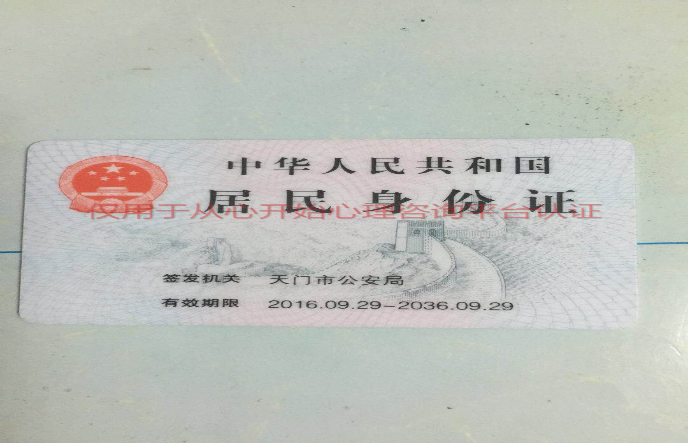 中华人民共和国
居民身份证
仅用于从心开始心理咨询平台认证
签发机关 天门市公安局
有效期限 2016.09.29-2036.09.29